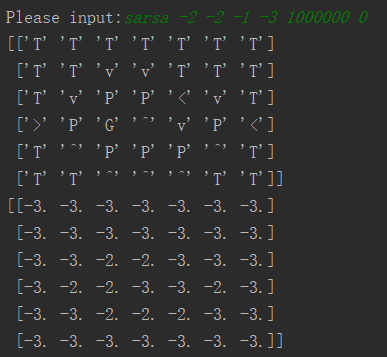 Please input:sarsa -2 -2 -1 -3 1000000 0
[['T' 'T' 'T' 'T' 'T' 'T' 'T']
['T' 'T' 'v' 'v' 'T' 'T' 'T']
['T' 'v' 'P' 'P' '<' 'v' 'T']
['>' 'P' 'G' '^' 'v' 'P' '<']
['T' '^' 'P' 'P' 'P' '^' 'T']
['T' 'T' '^' '^' '^' 'T' 'T']]
[[-3. -3. -3. -3. -3. -3. -3.]
[-3. -3. -3. -3. -3. -3. -3.]
[-3. -3. -2. -2. -3. -3. -3.]
[-3. -2. -2. -3. -3. -2. -3.]
[-3. -3. -2. -2. -2. -3. -3.]
[-3. -3. -3. -3. -3. -3. -3.]]